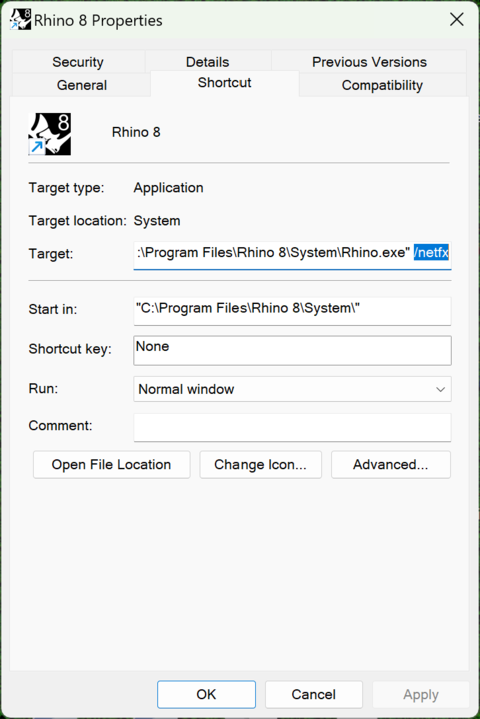 8 Rhino 8 Properties
Security Details Previous Versions
General Shortcut Compatibility
8 Rhino 8
Target type: Application
Target location: System
Target: :\Program Files\Rhino 8\System\Rhino.exe" /netfx
Start in: "C:\Program Files\Rhino 8\System\"
Shortcut key: None
Run: Normal window
Comment:
Open File Location Change Icon... Advanced...
OK Cancel Apply